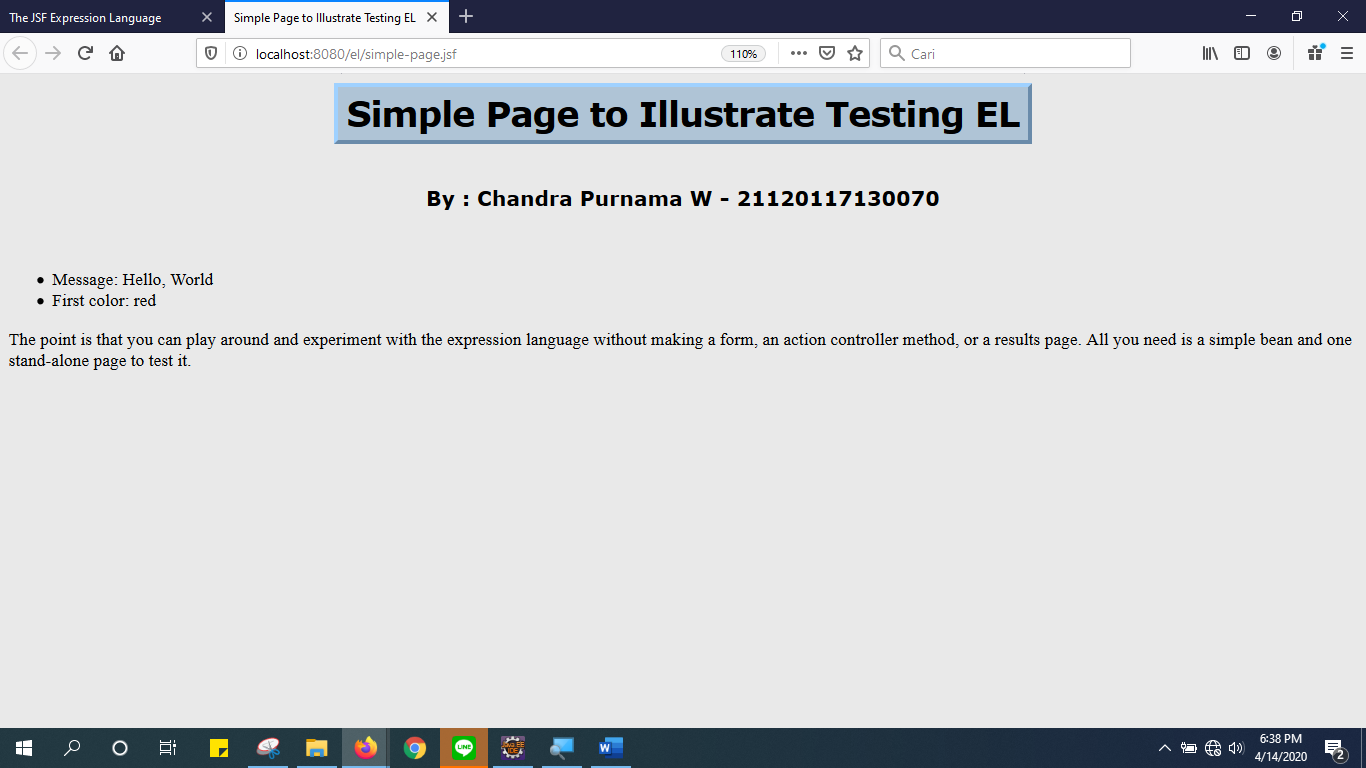 The JSF Expression Language
Simple Page to Illustrate Testing EL
localhost:8080/el/simple-page.jsf
110%
Cari
Simple Page to Illustrate Testing EL
By : Chandra Purnama W - 21120117130070
Message: Hello, World
First color: red
The point is that you can play around and experiment with the expression language without making a form, an action controller method, or a results page. All you need is a simple bean and one
stand-alone page to test it.
LINE
Java EE
IDE
W
6:38 PM
4/14/2020
2